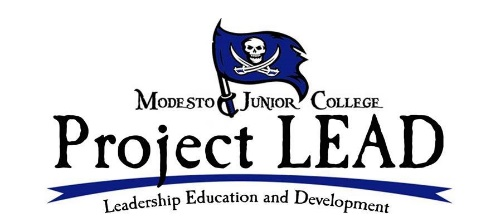 Modesto Junior College
Project LEAD
Leadership Education and Development